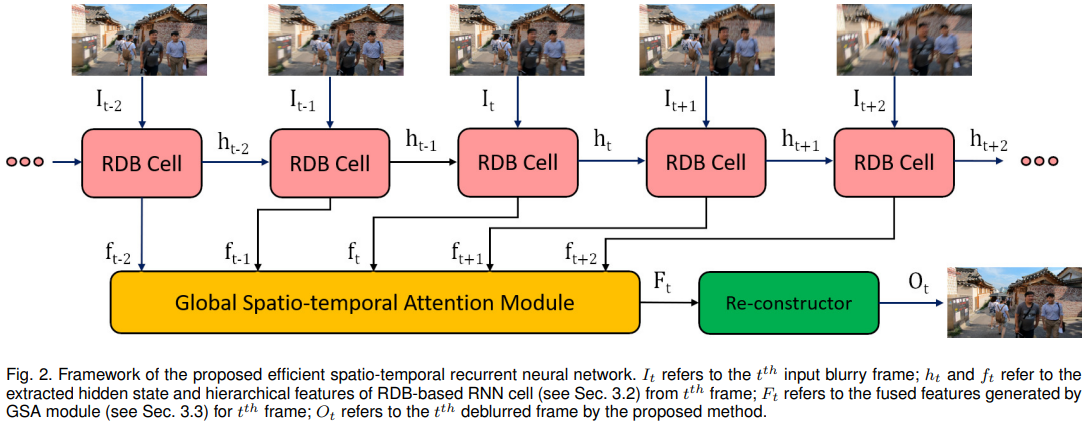 I_{t-2} I_{t-1} I_t I_{t+1} I_{t+2}
h_{t-2} h_{t-1} h_t h_{t+1} h_{t+2}
RDB Cell RDB Cell RDB Cell RDB Cell RDB Cell
f_{t-2} f_{t-1} f_t f_{t+1} f_{t+2}
F_t O_t
Global Spatio-temporal Attention Module Re-constructor
Fig. 2. Framework of the proposed efficient spatio-temporal recurrent neural network. I_t refers to the t^{th} input blurry frame; h_t and f_t refer to the
extracted hidden state and hierarchical features of RDB-based RNN cell (see Sec. 3.2) from t^{th} frame; F_t refers to the fused features generated by
GSA module (see Sec. 3.3) for t^{th} frame; O_t refers to the t^{th} deblurred frame by the proposed method.